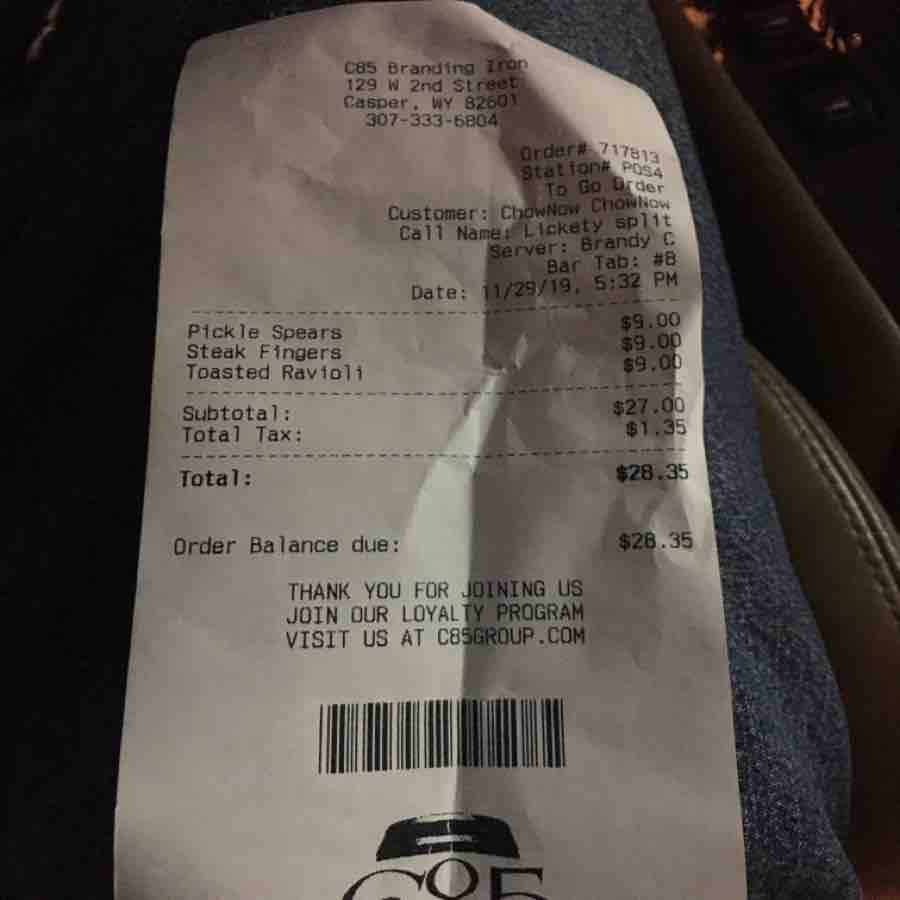 C85 Branding Iron
129 W 2nd Street
Casper, WY 82601
307-333-6804
Order# 717813
Station# POS4
To Go Order
Customer: ChowNow ChowNow
Call Name: Lickety split
Server: Brandy C
Bar Tab: #8
Date: 11/29/19, 5:32 PM
Pickle Spears $9.00
Steak Fingers $9.00
Toasted Ravioli $9.00
Subtotal: $27.00
Total Tax: $1.35
Total: $28.35
Order Balance due: $28.35
THANK YOU FOR JOINING US
JOIN OUR LOYALTY PROGRAM
VISIT US AT C85GROUP.COM
C85